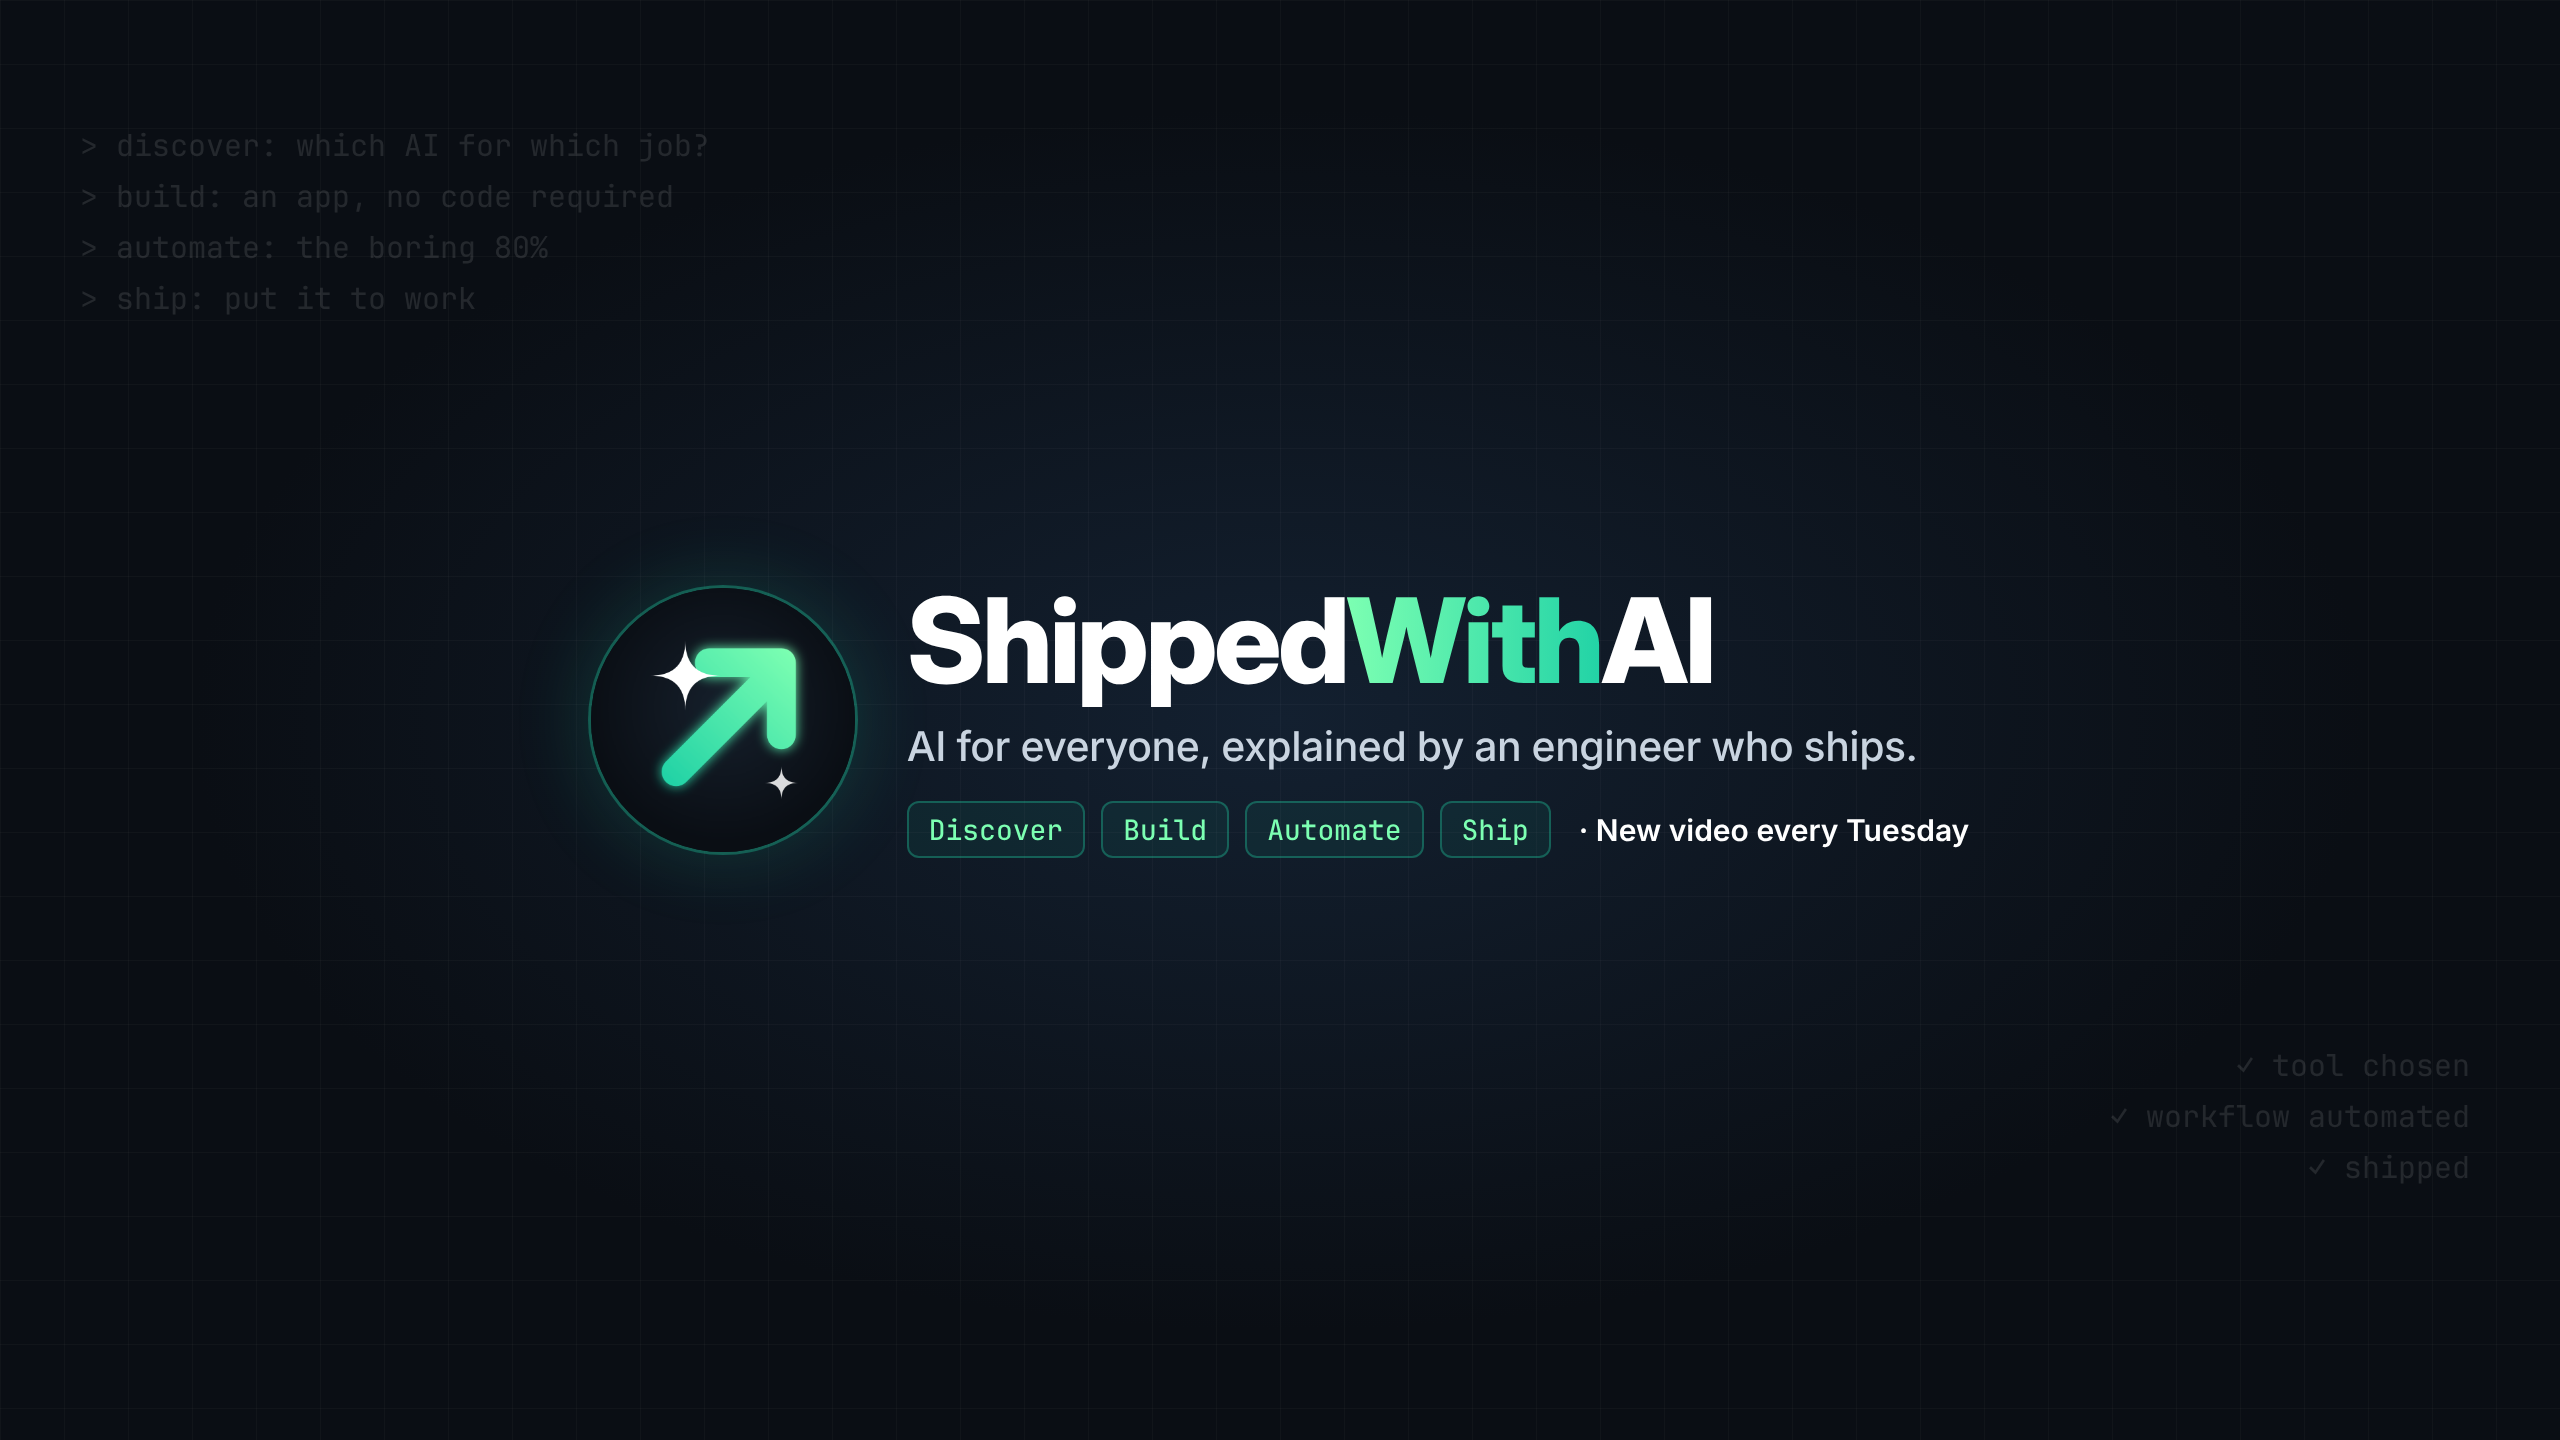 > discover: which AI for which job?
> build: an app, no code required
> automate: the boring 80%
> ship: put it to work
ShippedWithAI
AI for everyone, explained by an engineer who ships.
Discover Build Automate Ship · New video every Tuesday
✓ tool chosen
✓ workflow automated
✓ shipped